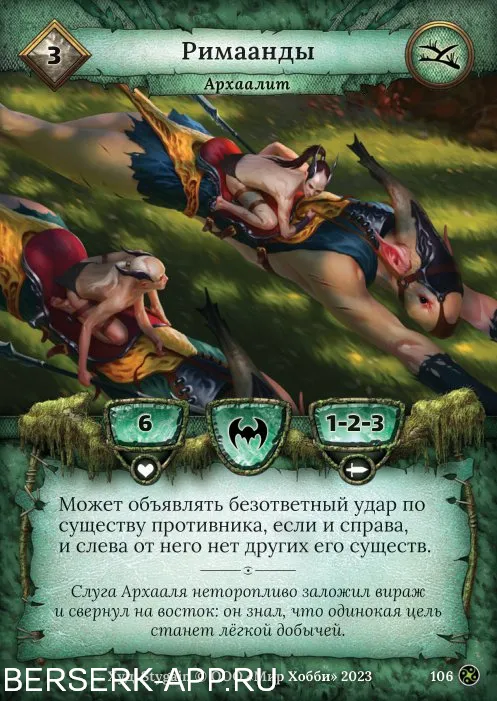 3
Римаанды
Архаалит
6
1-2-3
Может объявлять безответный удар по
существу противника, если и справа,
и слева от него нет других его существ.
Слуга Архааля неторопливо заложил вираж
и свернул на восток: он знал, что одинокая цель
станет лёгкой добычей.
© ООО «Мир Хобби» 2023
106
BERSERK-APP.RU